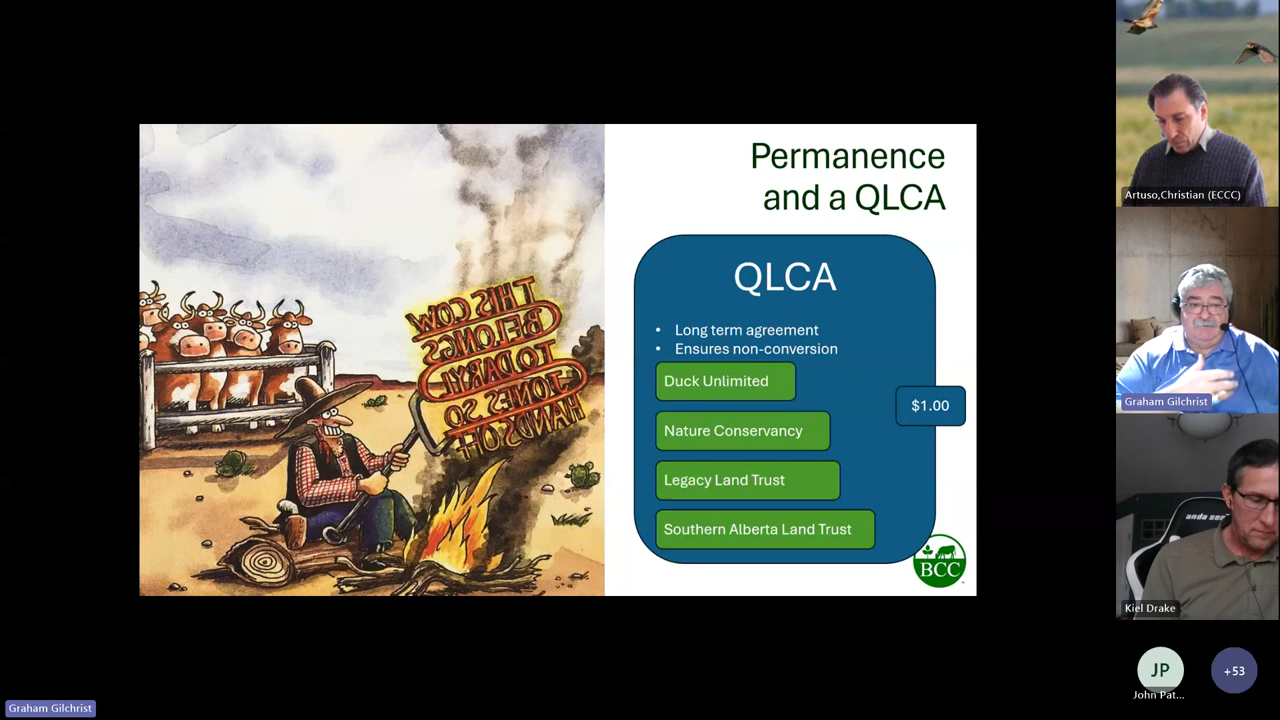 Permanence
and a QLCA
QLCA
• Long term agreement
• Ensures non-conversion
Duck Unlimited
Nature Conservancy
Legacy Land Trust
Southern Alberta Land Trust
$1.00
BCC
THIS COW
BELONGS
TO DARYL
JONES SO
HANDS OFF
Artuso,Christian (ECCC)
Graham Gilchrist
anda sea
Kiel Drake
JP
John Pat...
+53
Graham Gilchrist